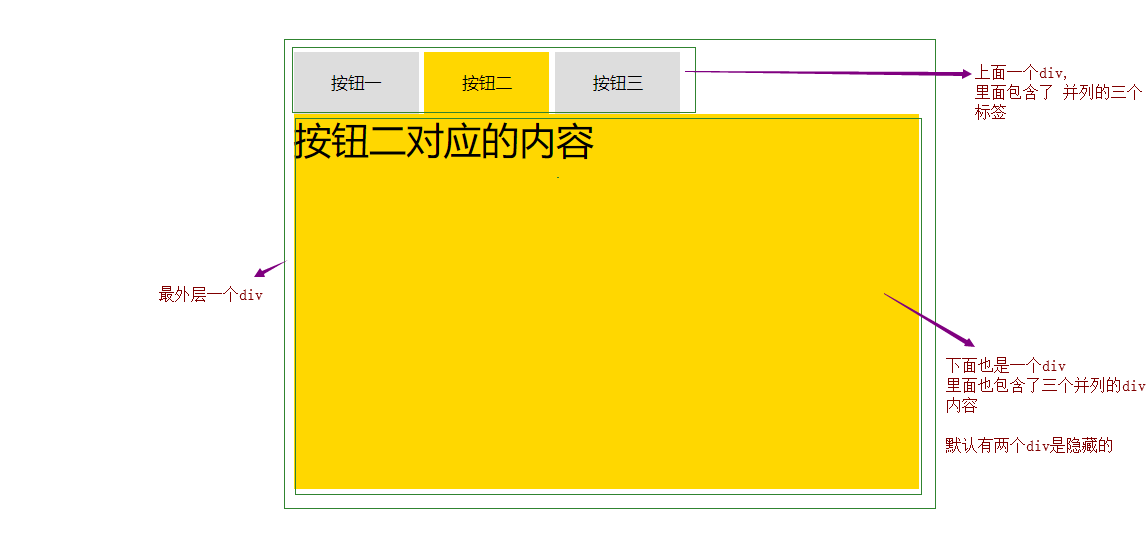 按钮一 按钮二 按钮三
上面一个div,
里面包含了 并列的三个
标签
按钮二对应的内容
最外层一个div
下面也是一个div
里面也包含了三个并列的div
内容
默认有两个div是隐藏的